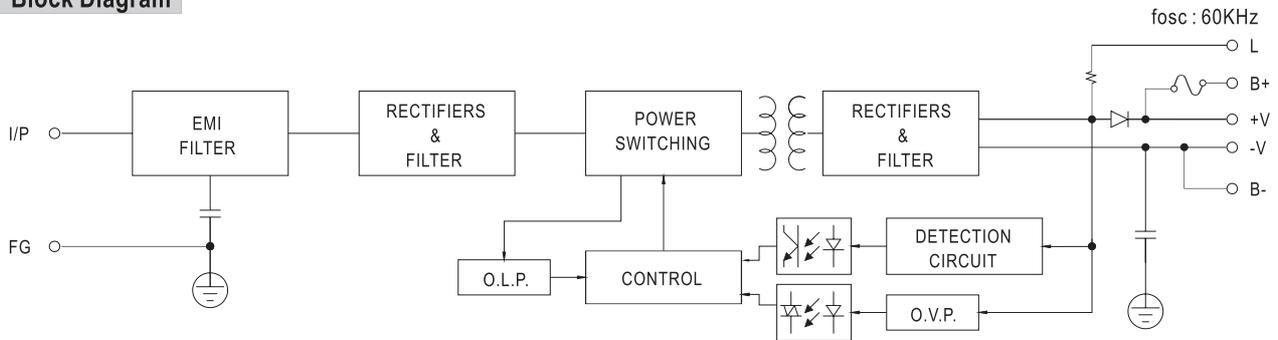 Block Diagram
fosc : 60KHz
L
B+
I/P
EMI
FILTER
RECTIFIERS
&
FILTER
POWER
SWITCHING
RECTIFIERS
&
FILTER
+V
-V
B-
FG
O.L.P.
CONTROL
DETECTION
CIRCUIT
O.V.P.